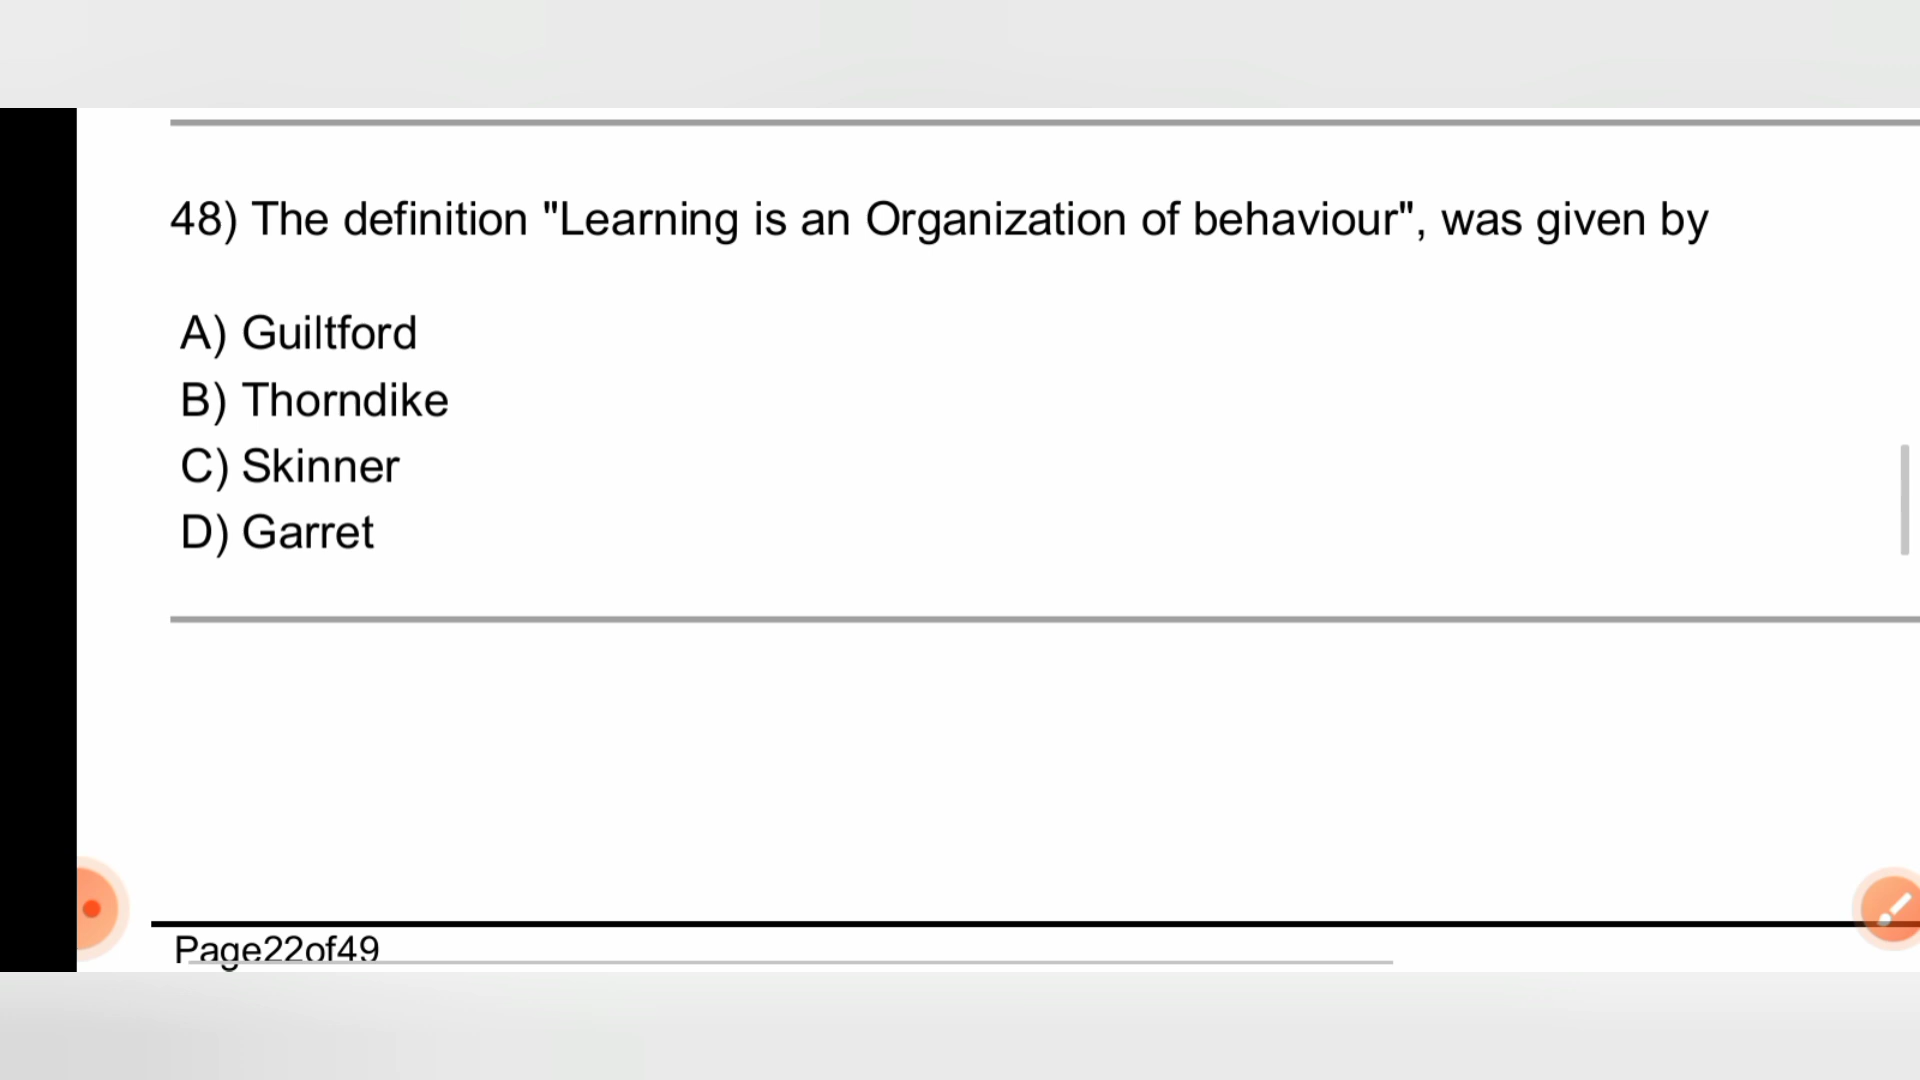 48) The definition "Learning is an Organization of behaviour", was given by
A) Guiltford
B) Thorndike
C) Skinner
D) Garret
Page22of49